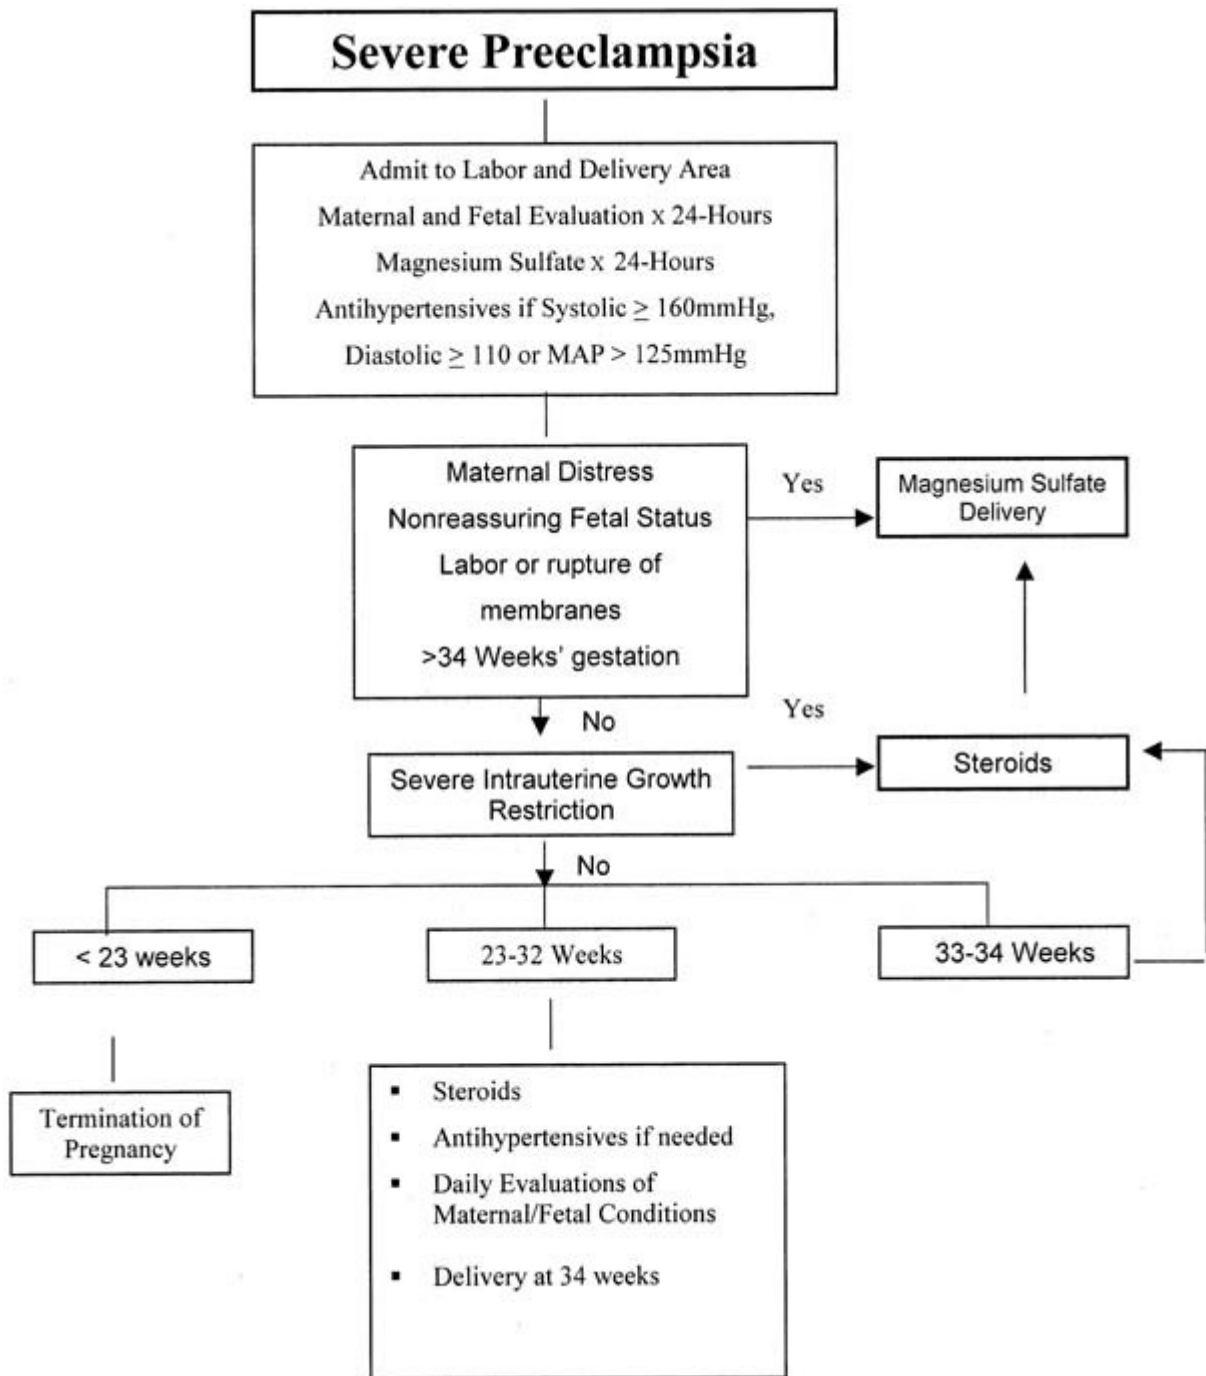 Severe Preeclampsia
Admit to Labor and Delivery Area
Maternal and Fetal Evaluation x 24-Hours
Magnesium Sulfate x 24-Hours
Antihypertensives if Systolic ≥ 160mmHg,
Diastolic ≥ 110 or MAP > 125mmHg
Maternal Distress
Nonreassuring Fetal Status
Labor or rupture of
membranes
>34 Weeks' gestation
Yes
Magnesium Sulfate
Delivery
No
Yes
Severe Intrauterine Growth
Restriction
Steroids
No
< 23 weeks
23-32 Weeks
33-34 Weeks
Termination of
Pregnancy
▪ Steroids
▪ Antihypertensives if needed
▪ Daily Evaluations of
Maternal/Fetal Conditions
▪ Delivery at 34 weeks